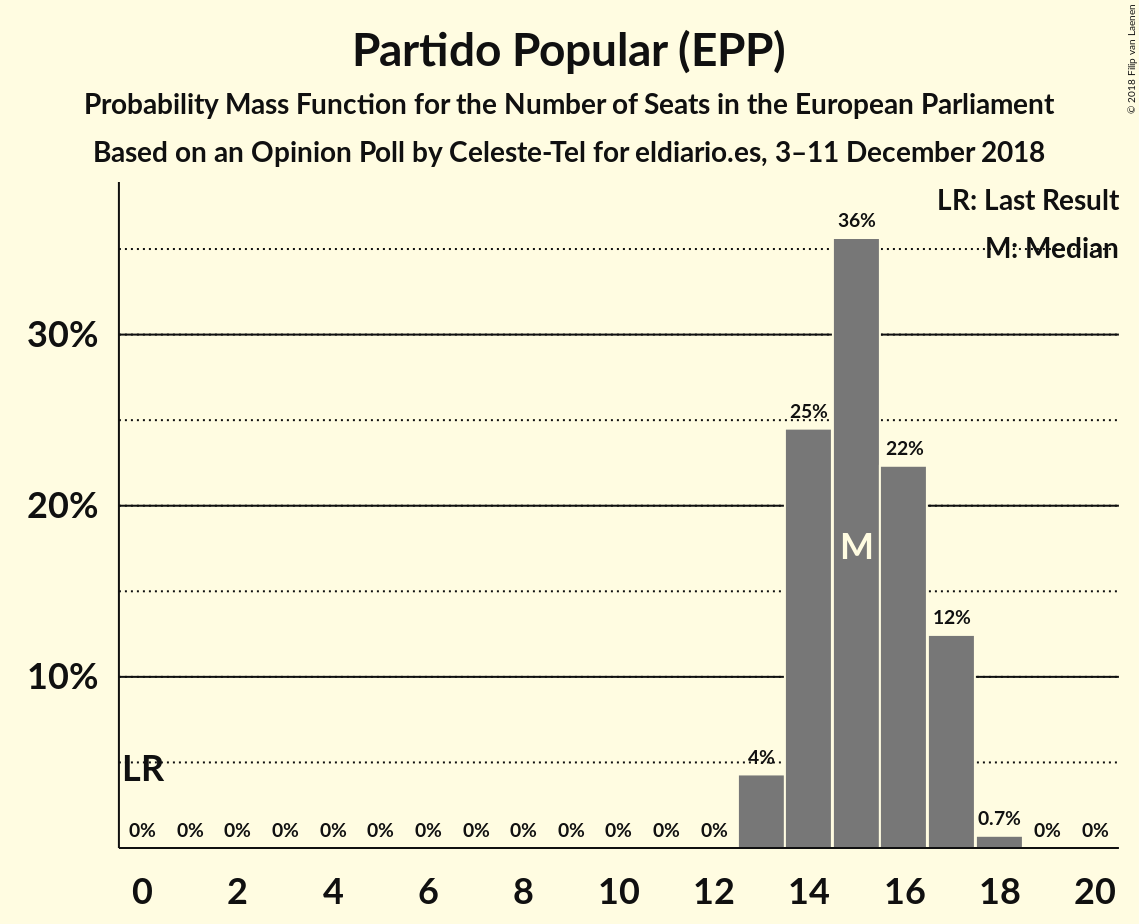 Partido Popular (EPP)
Probability Mass Function for the Number of Seats in the European Parliament
Based on an Opinion Poll by Celeste-Tel for eldiario.es, 3–11 December 2018
© 2018 Filip van Laenen
LR: Last Result
M: Median
36%
30%
25%
22%
20%
M
12%
10%
LR
4%
0.7%
0% 0% 0% 0% 0% 0% 0% 0% 0% 0% 0% 0% 0% 0% 0%
0 2 4 6 8 10 12 14 16 18 20